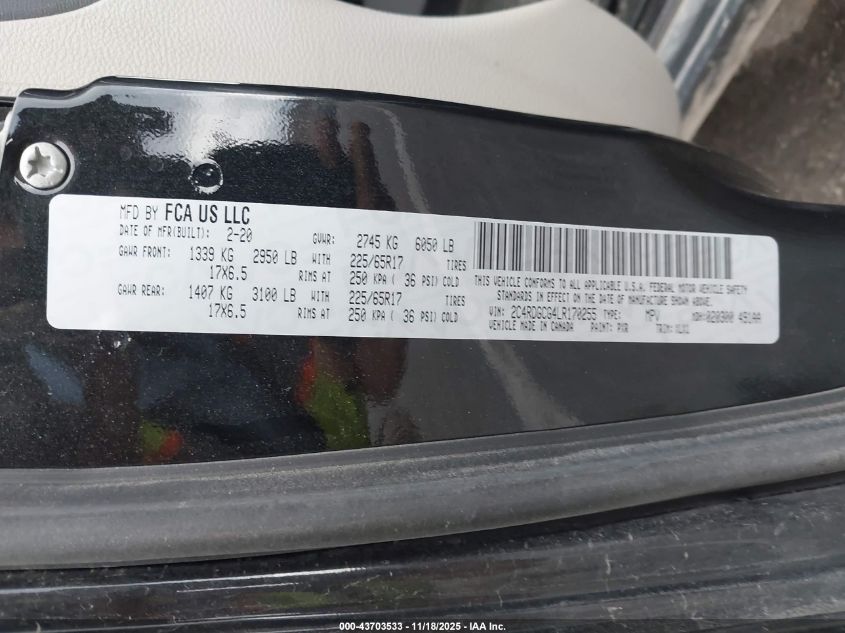 MFD BY FCA US LLC
DATE OF MFR(BUILT): 2-20 GVWR: 2745 KG 6050 LB
GAWR FRONT: 1339 KG 2950 LB WITH 225/65R17 TIRES
17X6.5 RIMS AT 250 KPA ( 36 PSI) COLD
GAWR REAR: 1407 KG 3100 LB WITH 225/65R17 TIRES
17X6.5 RIMS AT 250 KPA ( 36 PSI) COLD
THIS VEHICLE CONFORMS TO ALL APPLICABLE U.S.A. FEDERAL MOTOR VEHICLE SAFETY
STANDARDS IN EFFECT ON THE DATE OF MANUFACTURE SHOWN ABOVE.
VIN: 2C4RDGCG4LR170255 TYPE: MPV MDH: 020300 491AA
VEHICLE MADE IN CANADA PAINT: PXR TRIM:
000-43703533 - 11/18/2025 - IAA Inc.